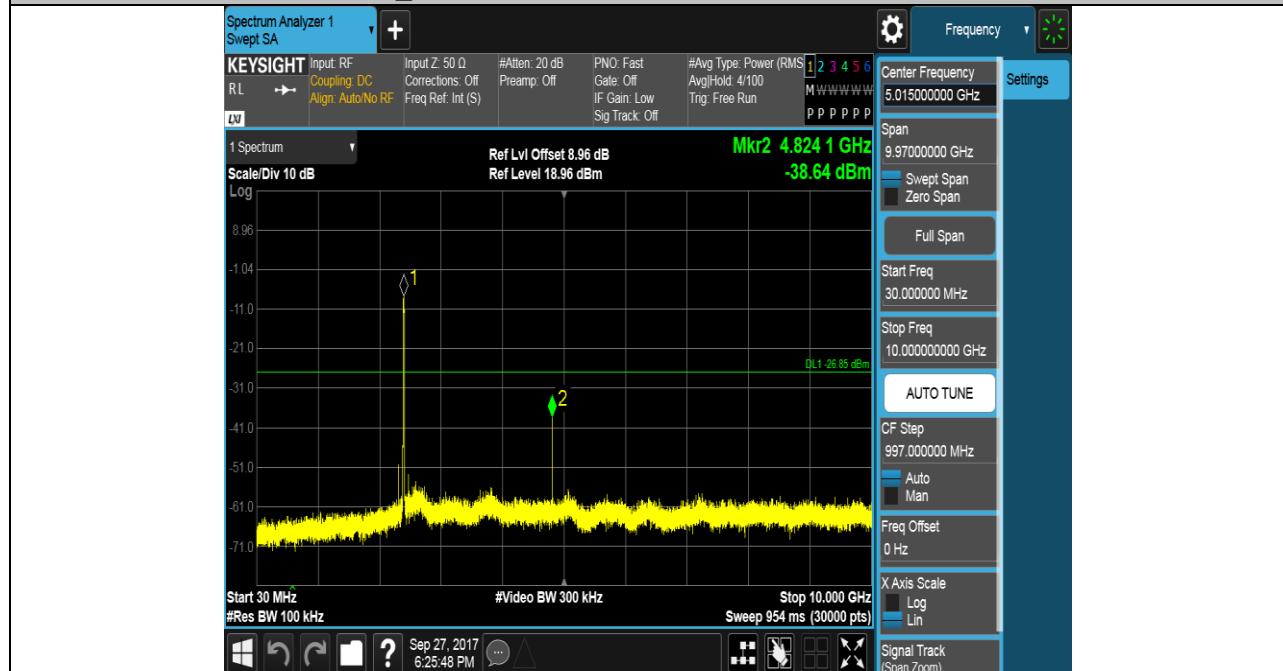 Spectrum Analyzer 1
Swept SA
+
Frequency
KEYSIGHT
RL
LXI
Input: RF
Coupling: DC
Align: Auto/No RF
Input Z: 50 Ω
Corrections: Off
Freq Ref: Int (S)
#Atten: 20 dB
Preamp: Off
PNO: Fast
Gate: Off
IF Gain: Low
Sig Track: Off
#Avg Type: Power (RMS
Avg|Hold: 4/100
Trig: Free Run
1 2 3 4 5 6
M W W W W W
P P P P P P
1 Spectrum
Scale/Div 10 dB
Ref Lvl Offset 8.96 dB
Ref Level 18.96 dBm
Mkr2 4.824 1 GHz
-38.64 dBm
Log
8.96
-1.04
-11.0
-21.0
-31.0
-41.0
-51.0
-61.0
-71.0
1
2
DL1 -26.85 dBm
Start 30 MHz
#Res BW 100 kHz
#Video BW 300 kHz
Stop 10.000 GHz
Sweep 954 ms (30000 pts)
?
Sep 27, 2017
6:25:48 PM
Center Frequency
5.015000000 GHz
Span
9.97000000 GHz
Swept Span
Zero Span
Full Span
Start Freq
30.000000 MHz
Stop Freq
10.000000000 GHz
AUTO TUNE
CF Step
997.000000 MHz
Auto
Man
Freq Offset
0 Hz
X Axis Scale
Log
Lin
Signal Track
(Span Zoom)
Settings